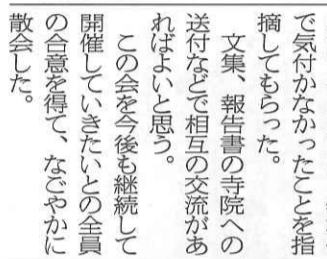 で気付かなかったことを指
摘してもらった。
文集、報告書の寺院への
送付などで相互の交流があ
ればよいと思う。
この会を今後も継続して
開催していきたいとの全員
の合意を得て、なごやかに
散会した。